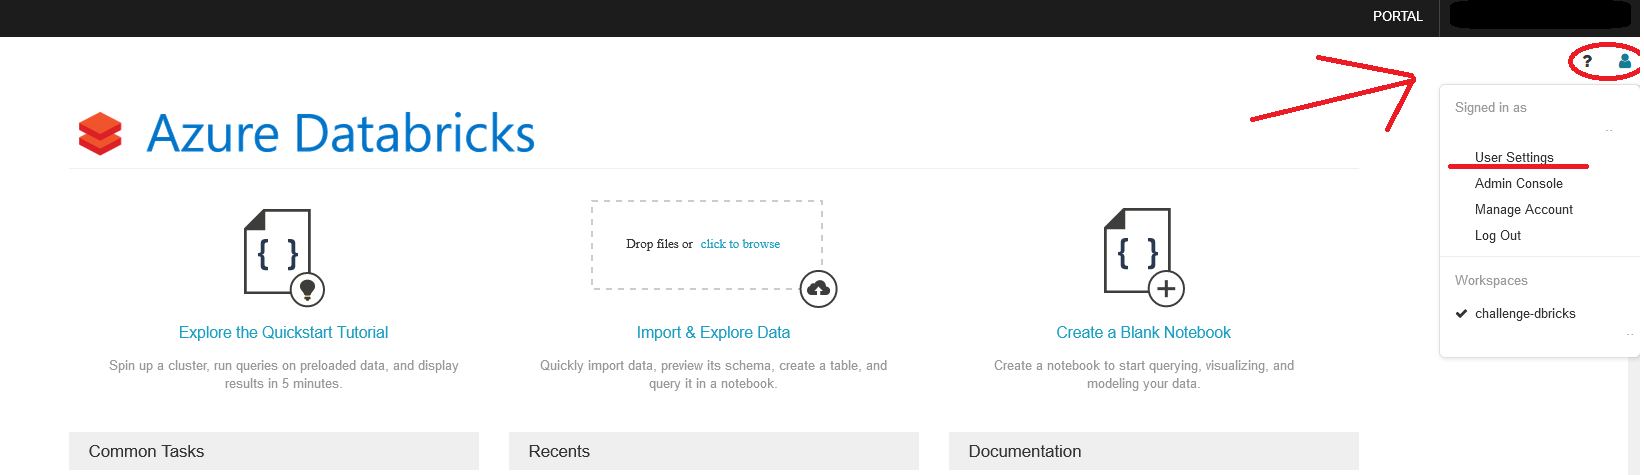 PORTAL
?
Signed in as
User Settings
Admin Console
Manage Account
Log Out
Workspaces
challenge-dbricks
Azure Databricks
{ }
Drop files or click to browse
{ }
Explore the Quickstart Tutorial
Import & Explore Data
Create a Blank Notebook
Spin up a cluster, run queries on preloaded data, and display
results in 5 minutes.
Quickly import data, preview its schema, create a table, and
query it in a notebook.
Create a notebook to start querying, visualizing, and
modeling your data.
Common Tasks
Recents
Documentation